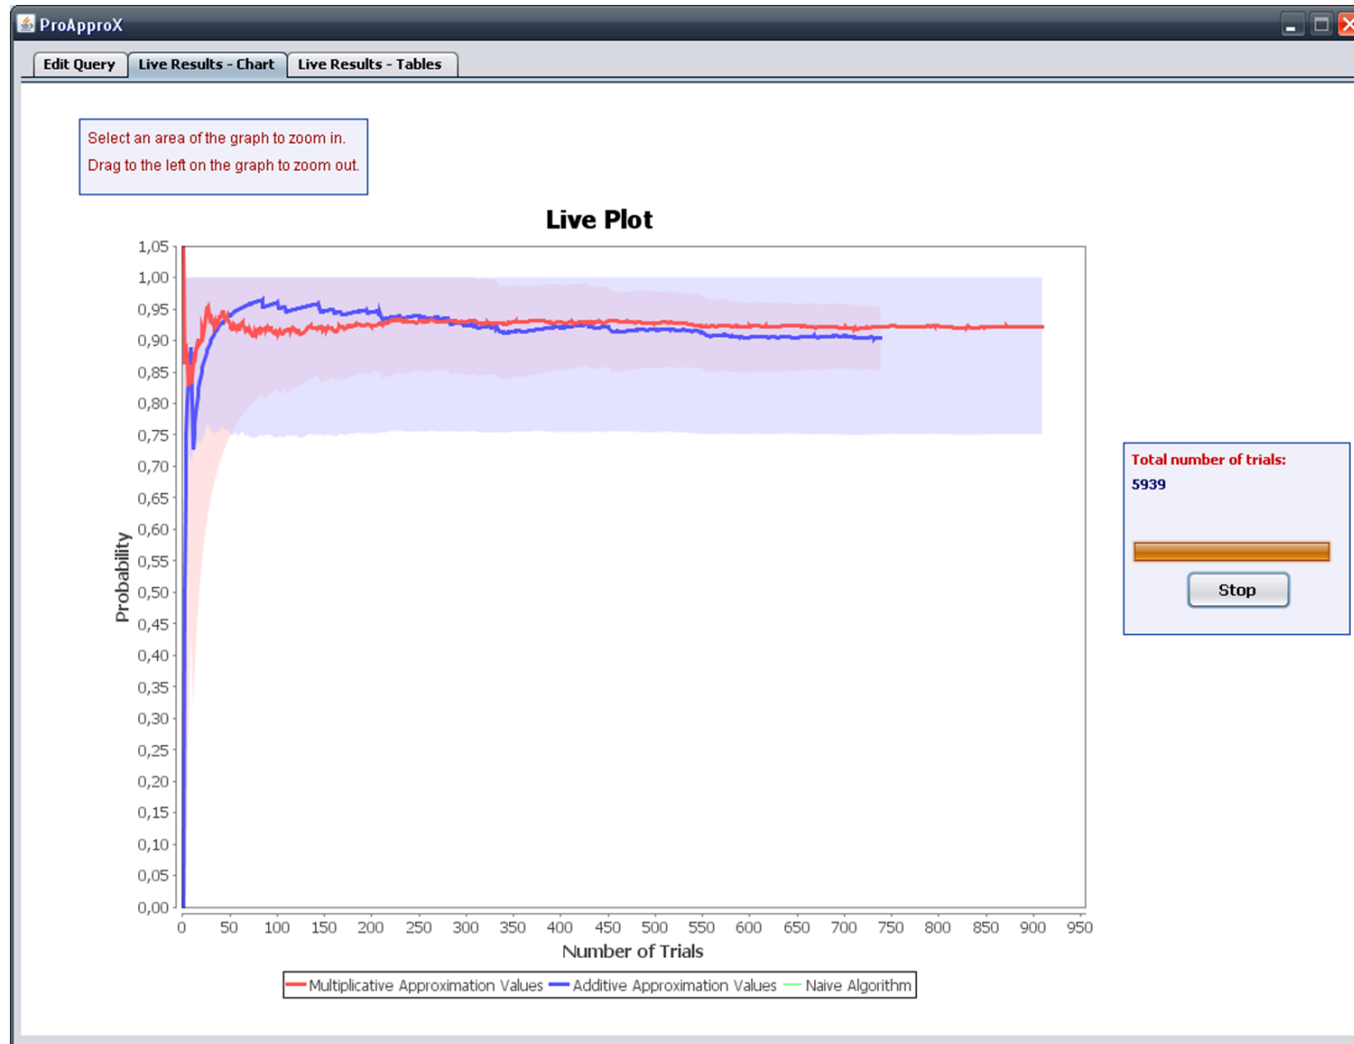 ProApproX
Edit Query
Live Results - Chart
Live Results - Tables
Select an area of the graph to zoom in.
Drag to the left on the graph to zoom out.
Live Plot
1,05
1,00
0,95
0,90
0,85
0,80
0,75
0,70
0,65
0,60
0,55
0,50
0,45
0,40
0,35
0,30
0,25
0,20
0,15
0,10
0,05
0,00
Probability
0 50 100 150 200 250 300 350 400 450 500 550 600 650 700 750 800 850 900 950
Number of Trials
Multiplicative Approximation Values Additive Approximation Values Naive Algorithm
Total number of trials:
5939
Stop